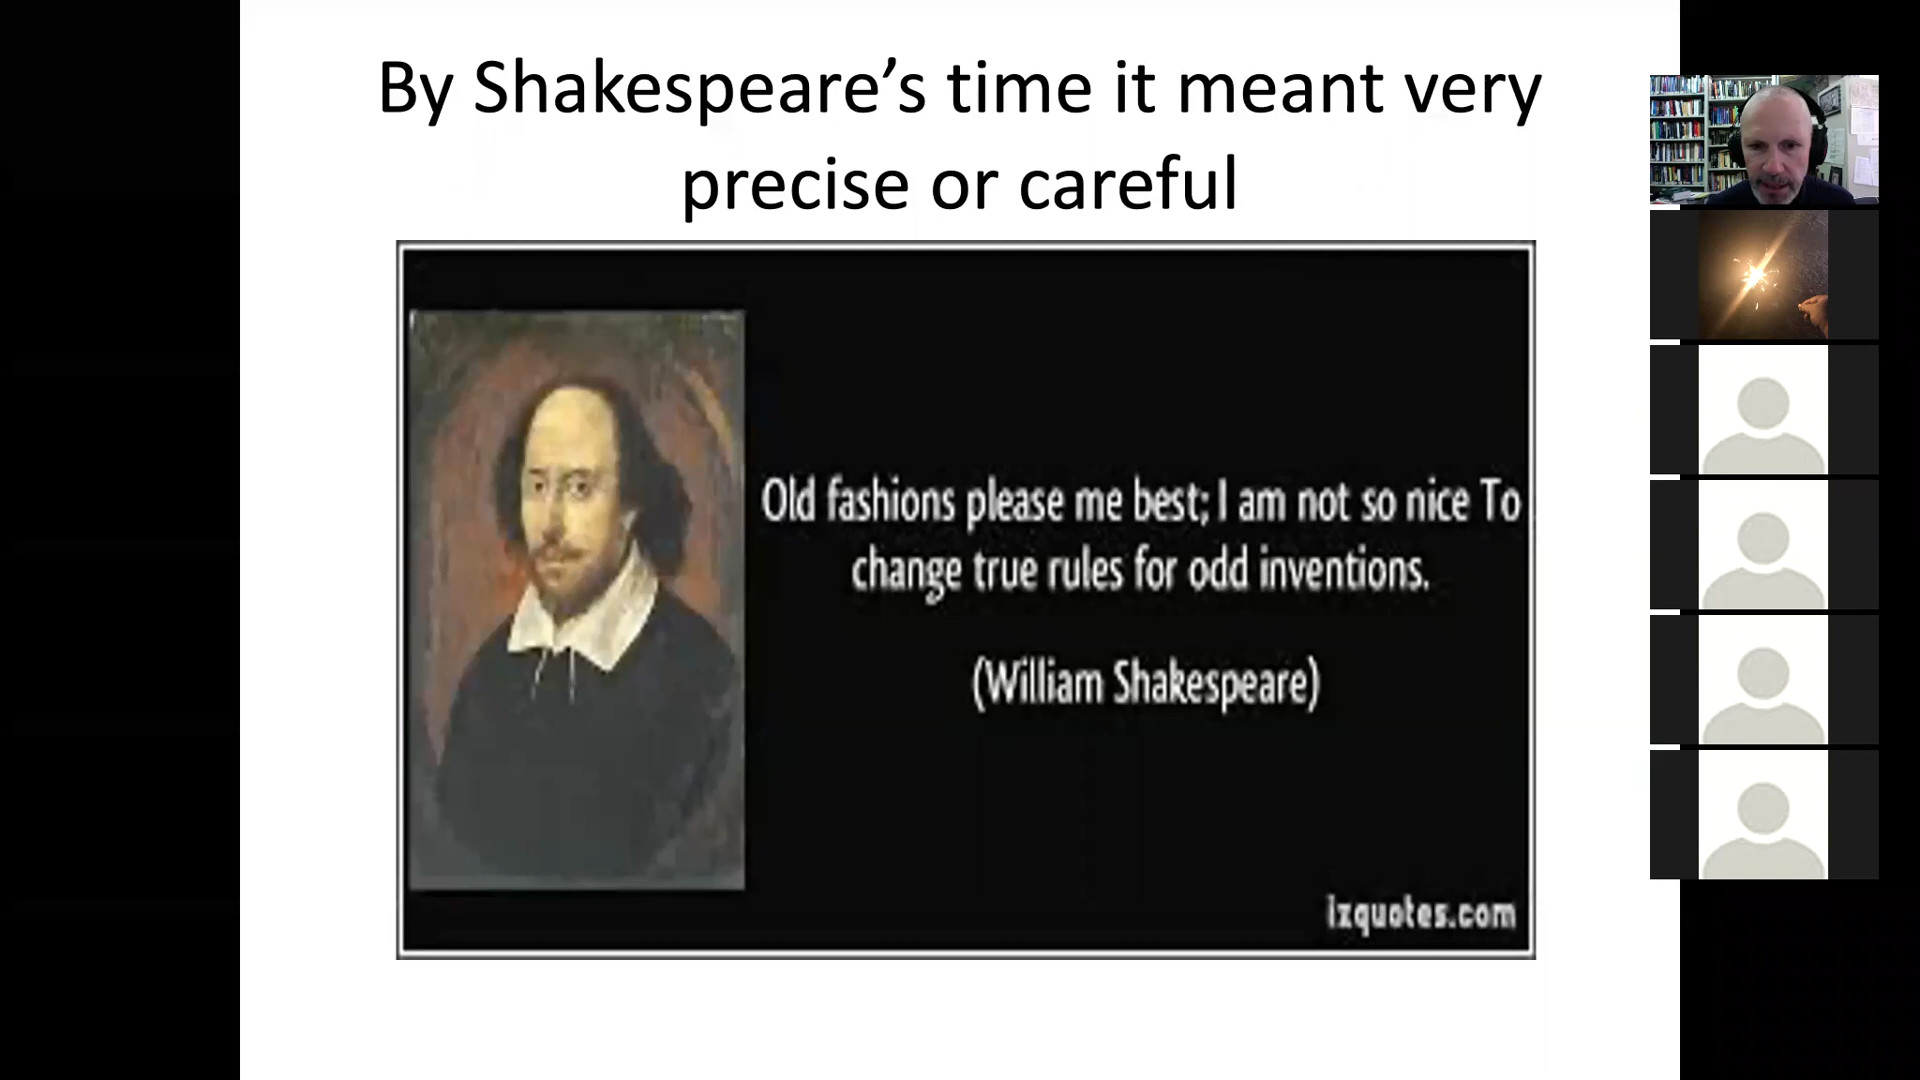 By Shakespeare’s time it meant very
precise or careful
Old fashions please me best; I am not so nice To
change true rules for odd inventions.
(William Shakespeare)
izquotes.com